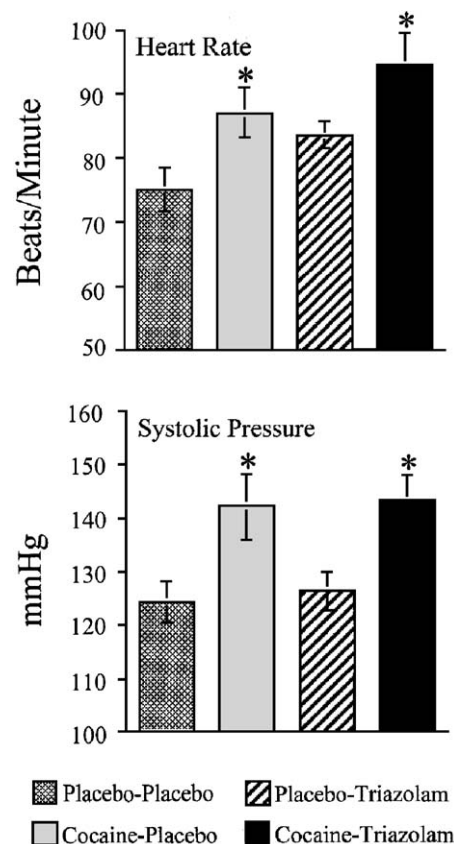 Heart Rate
Beats/Minute
100
90
80
70
60
50
*
*
Systolic Pressure
mmHg
160
150
140
130
120
110
100
*
*
Placebo-Placebo
Placebo-Triazolam
Cocaine-Placebo
Cocaine-Triazolam